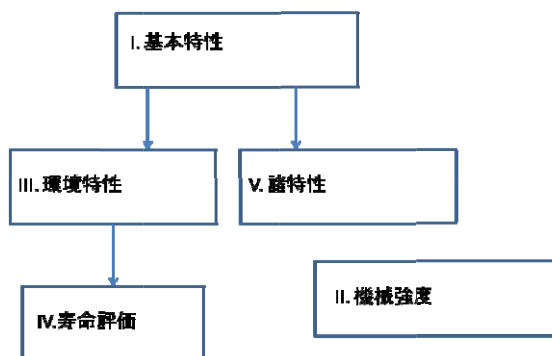 I. 基本特性
III. 環境特性
V. 諸特性
II. 機械強度
IV.寿命評価